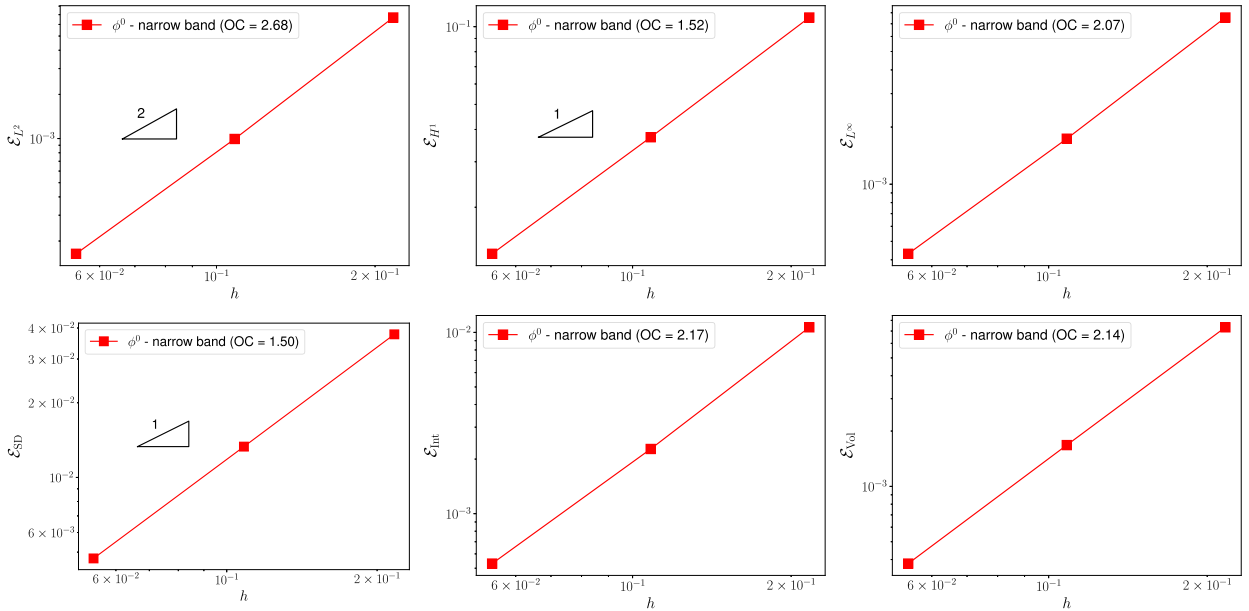 ϕ⁰ - narrow band (OC = 2.68)
2
10⁻³
ℰ_{L²}
6 × 10⁻² 10⁻¹ 2 × 10⁻¹
h
ϕ⁰ - narrow band (OC = 1.52)
10⁻¹
1
ℰ_{H¹}
6 × 10⁻² 10⁻¹ 2 × 10⁻¹
h
ϕ⁰ - narrow band (OC = 2.07)
ℰ_{L^∞}
10⁻³
6 × 10⁻² 10⁻¹ 2 × 10⁻¹
h
ϕ⁰ - narrow band (OC = 1.50)
4 × 10⁻²
3 × 10⁻²
2 × 10⁻²
1
ℰ_{SD}
10⁻²
6 × 10⁻³
6 × 10⁻² 10⁻¹ 2 × 10⁻¹
h
ϕ⁰ - narrow band (OC = 2.17)
10⁻²
ℰ_{Int}
10⁻³
6 × 10⁻² 10⁻¹ 2 × 10⁻¹
h
ϕ⁰ - narrow band (OC = 2.14)
ℰ_{Vol}
10⁻³
6 × 10⁻² 10⁻¹ 2 × 10⁻¹
h